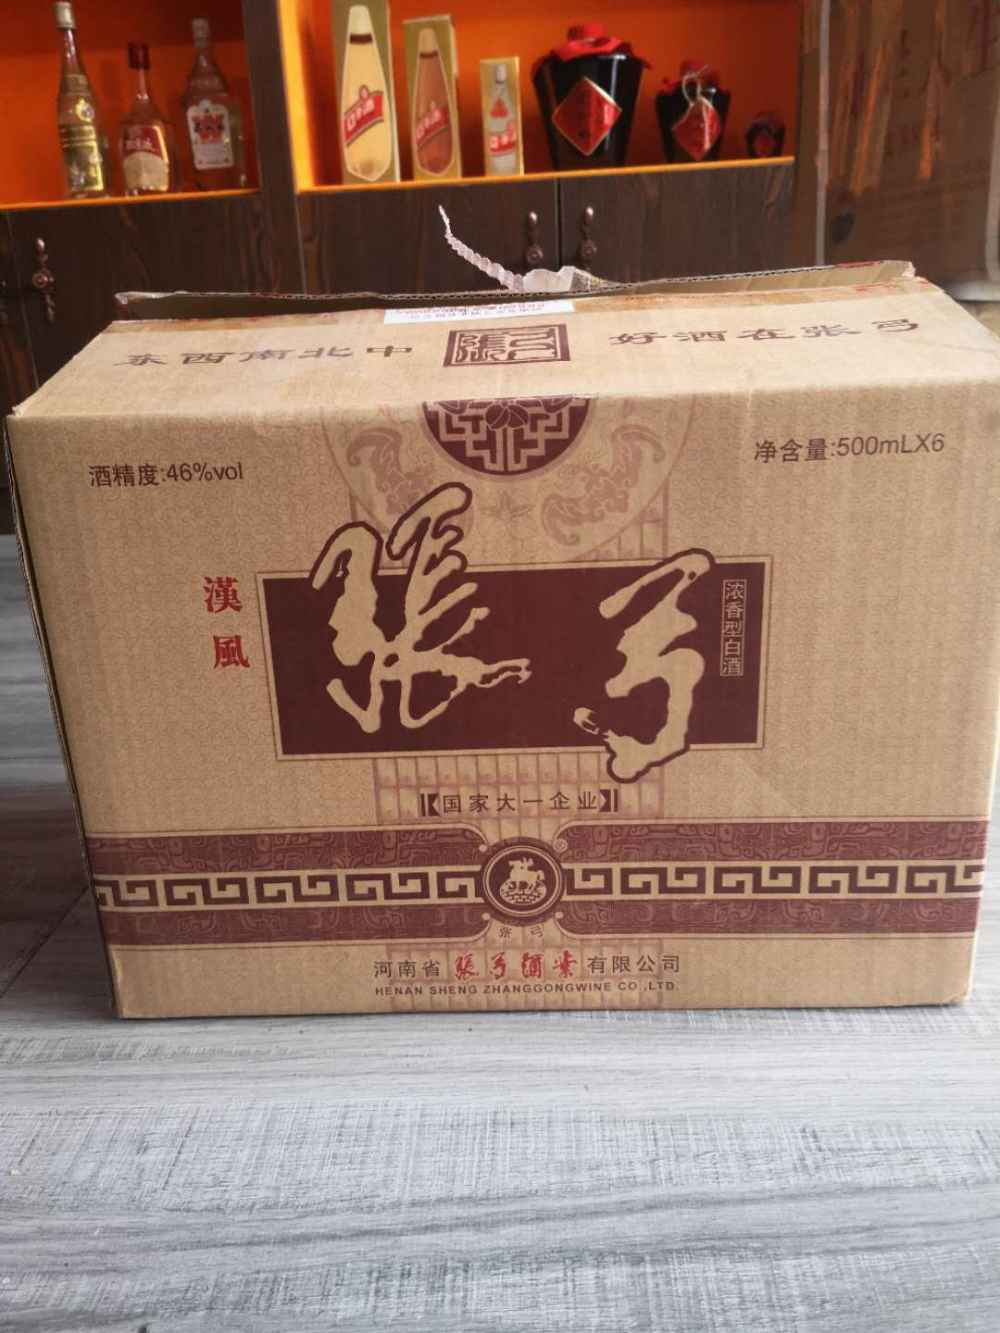 东西南北中
張弓
好酒在张弓
酒精度:46%vol
净含量:500mLX6
漢風
張弓
浓香型白酒
国家大一企业
张弓
河南省張弓酒業有限公司
HENAN SHENG ZHANGGONGWINE CO.,LTD.